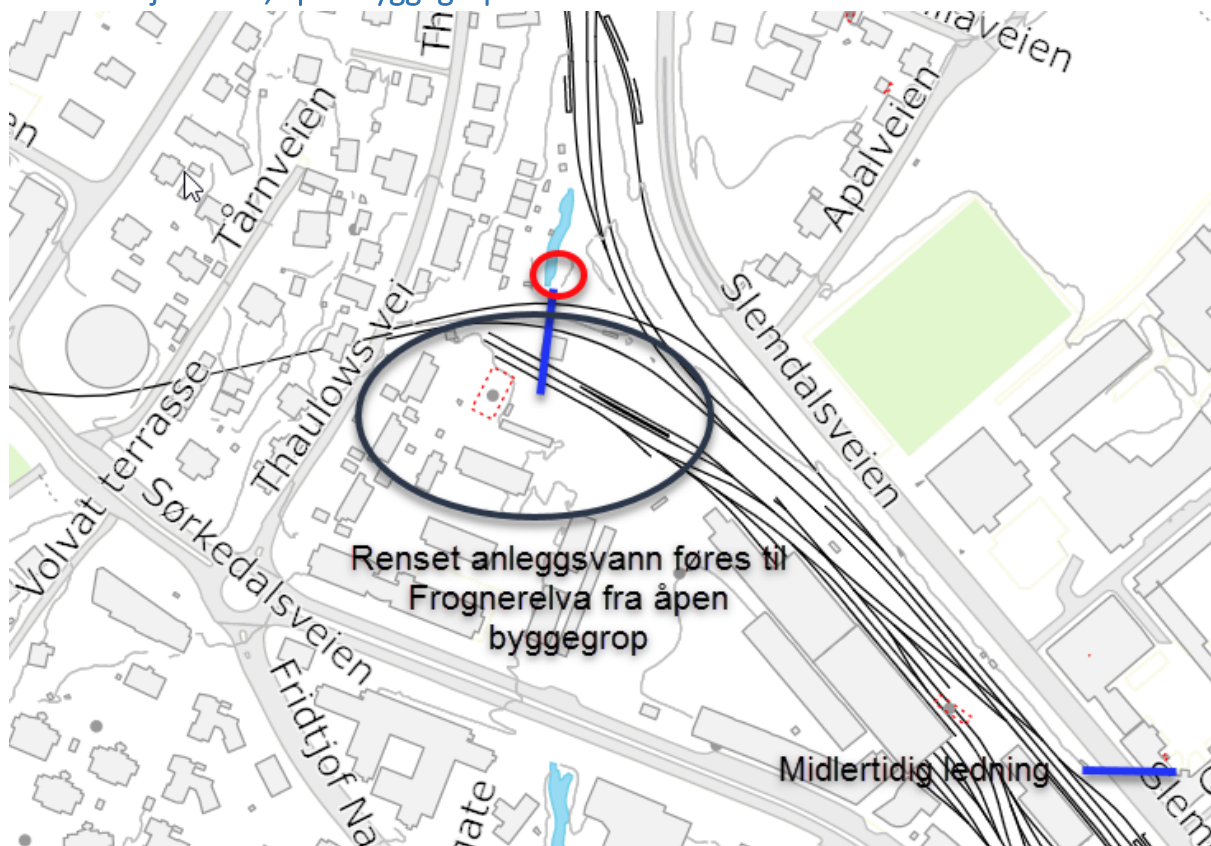 Tårnveien
Apalveien
Slemdalsveien
Thaulows vei
Volvat terrasse
Sørkedalsveien
Renset anleggsvann føres til
Frognerelva fra åpen
byggegrop
Fridtjof Na
gate
Midlertidig ledning
Slem